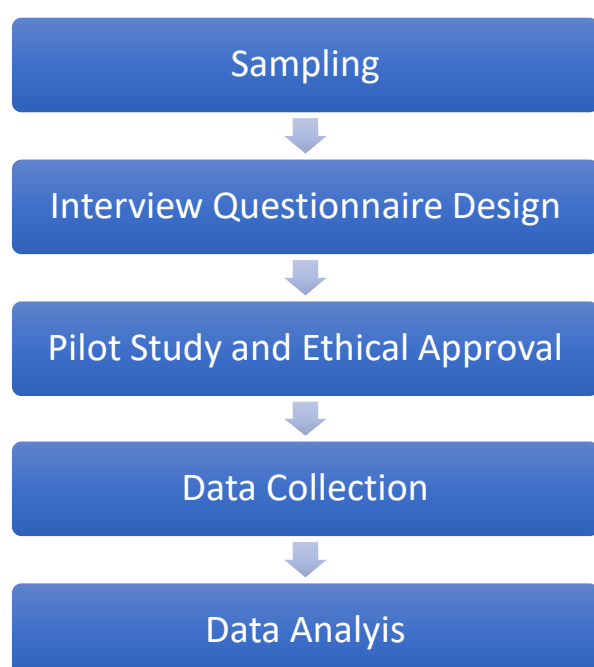 Sampling
Interview Questionnaire Design
Pilot Study and Ethical Approval
Data Collection
Data Analyis